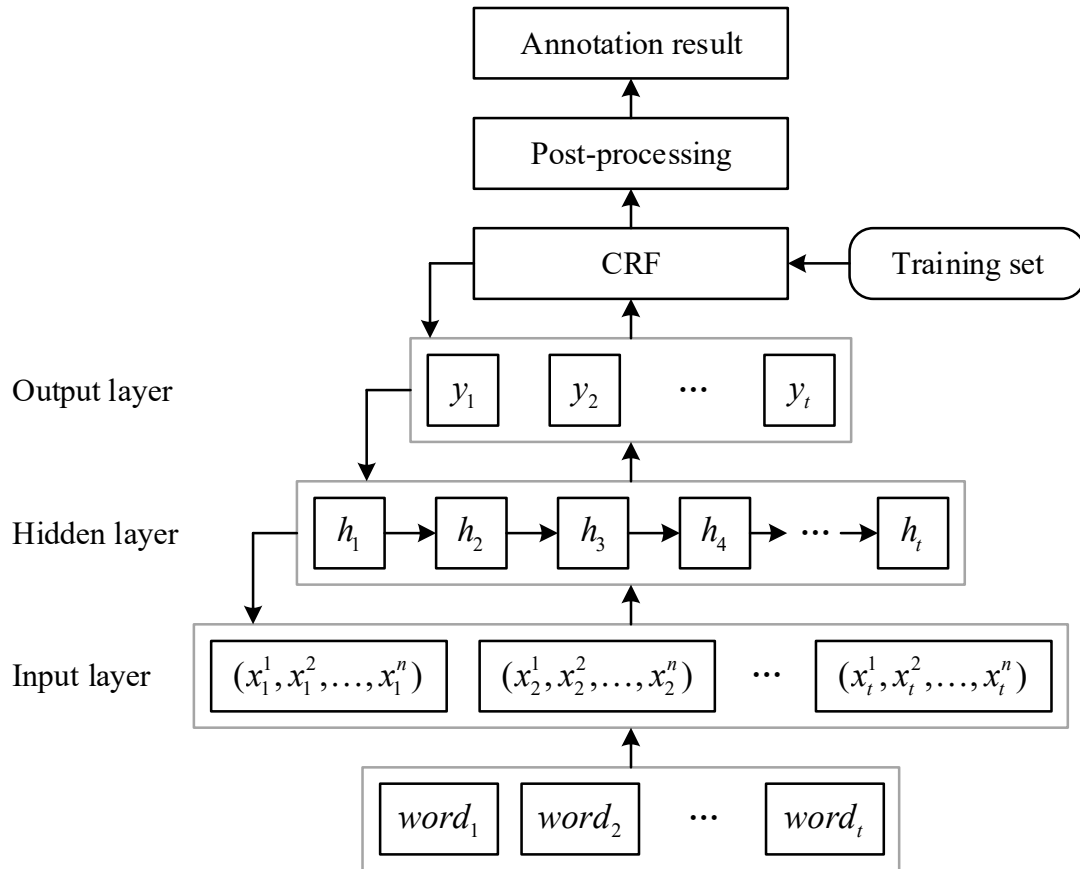 Annotation result
Post-processing
CRF
Training set
Output layer
y₁ y₂ ... yₜ
Hidden layer
h₁ h₂ h₃ h₄ ... hₜ
Input layer
(x₁¹, x₁²,..., x₁ⁿ) (x₂¹, x₂²,..., x₂ⁿ) ... (xₜ¹, xₜ²,..., xₜⁿ)
word₁ word₂ ... wordₜ